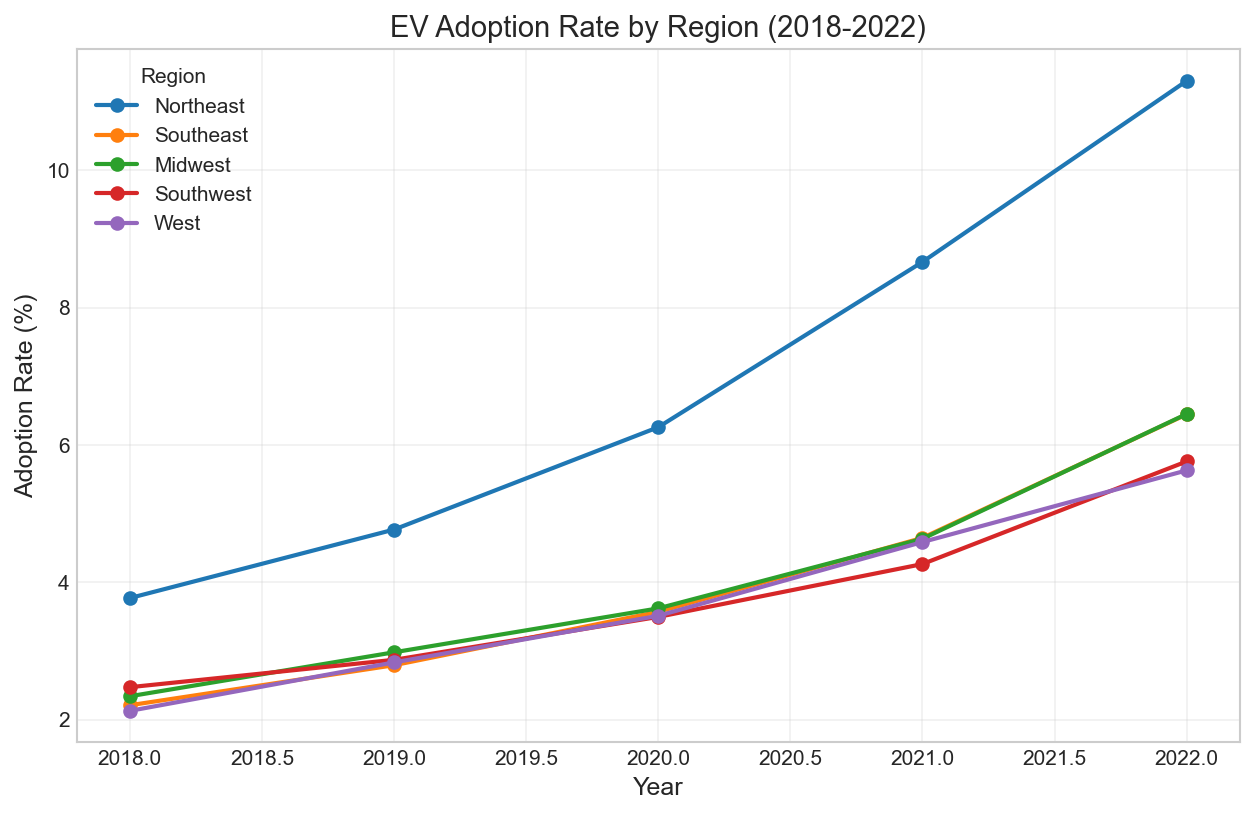 EV Adoption Rate by Region (2018-2022)
Region
Northeast
Southeast
Midwest
Southwest
West
Adoption Rate (%)
10
8
6
4
2
2018.0 2018.5 2019.0 2019.5 2020.0 2020.5 2021.0 2021.5 2022.0
Year